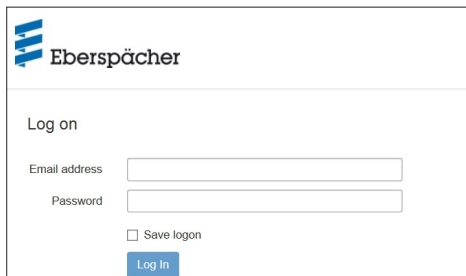 Eberspächer
Log on
Email address
Password
Save logon
Log In